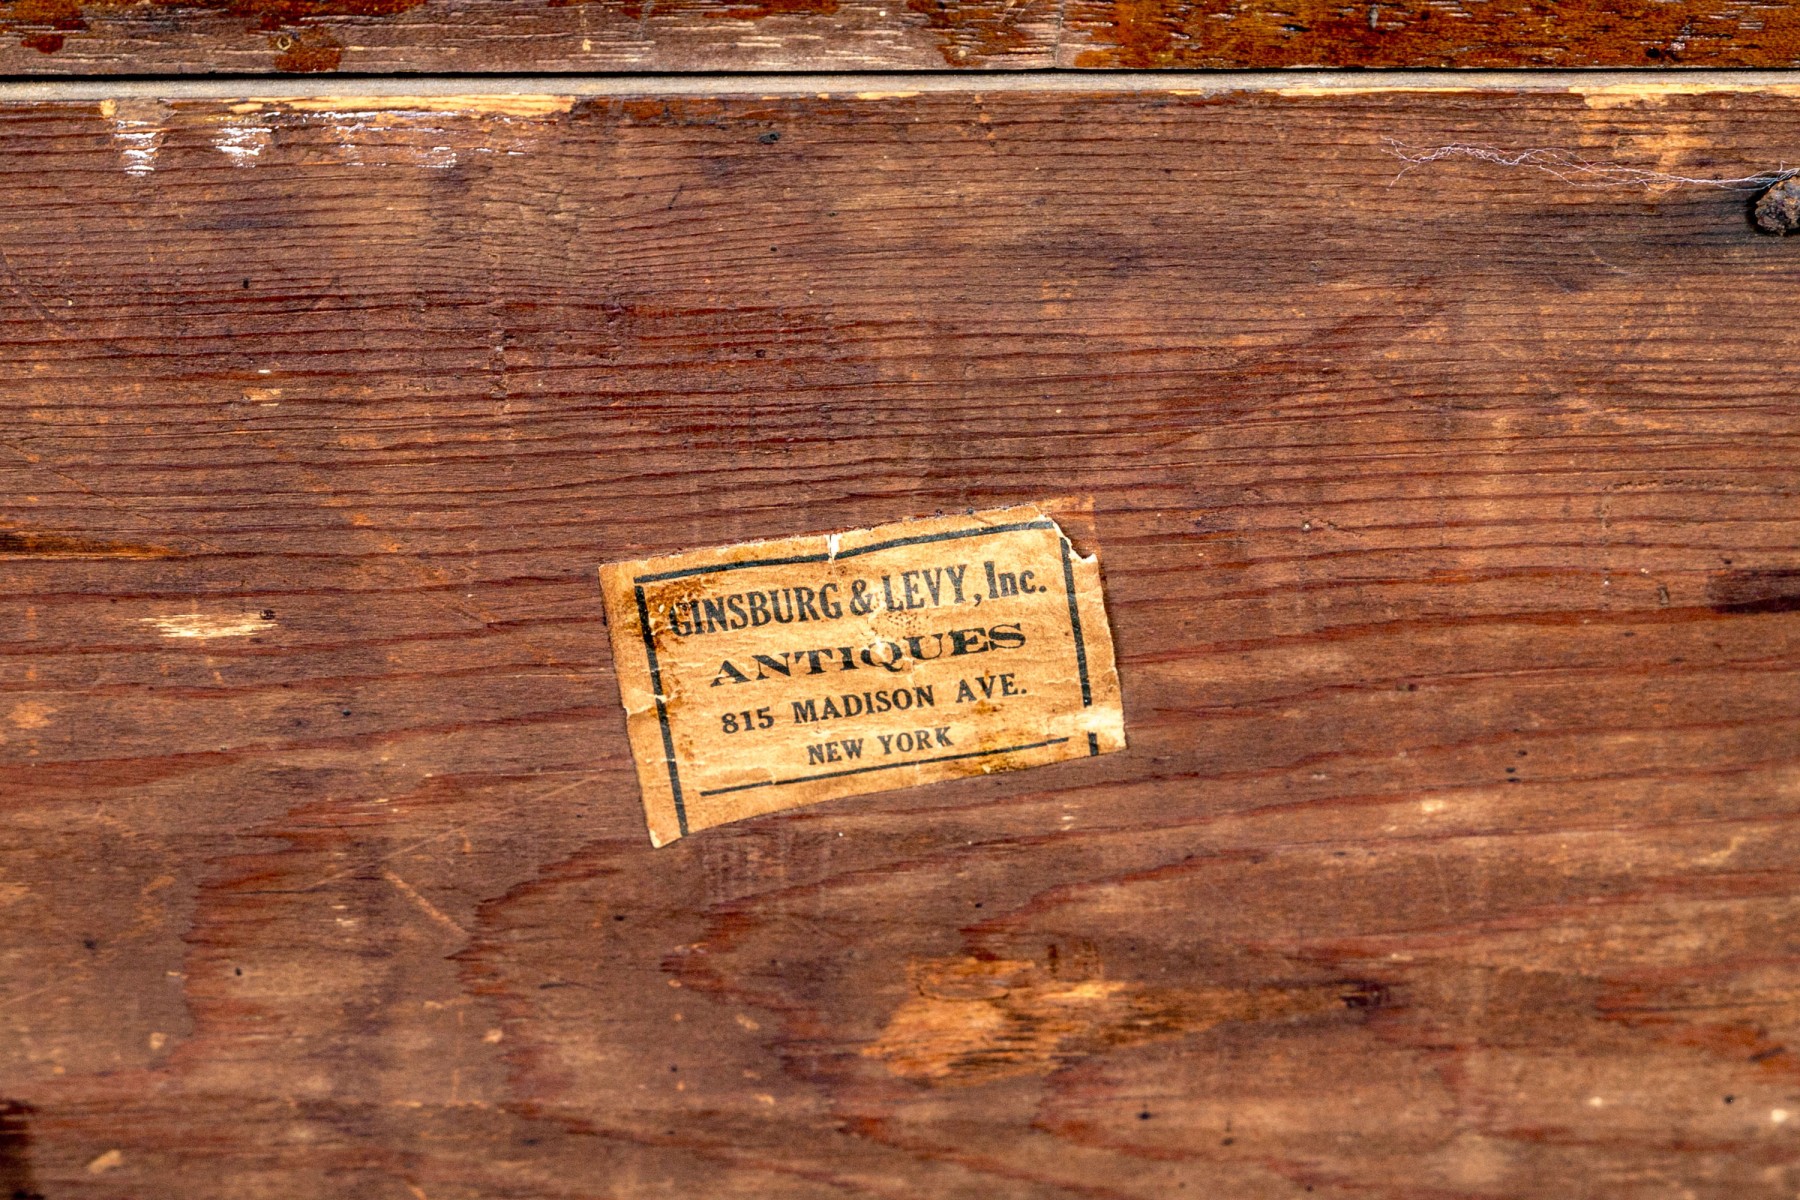 GINSBURG & LEVY, Inc.
ANTIQUES
815 MADISON AVE.
NEW YORK